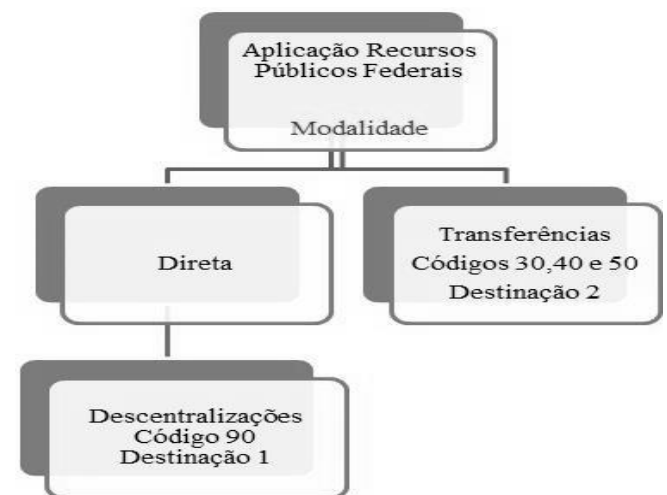 Aplicação Recursos
Públicos Federais
Modalidade
Direta
Transferências
Códigos 30,40 e 50
Destinação 2
Descentralizações
Código 90
Destinação 1